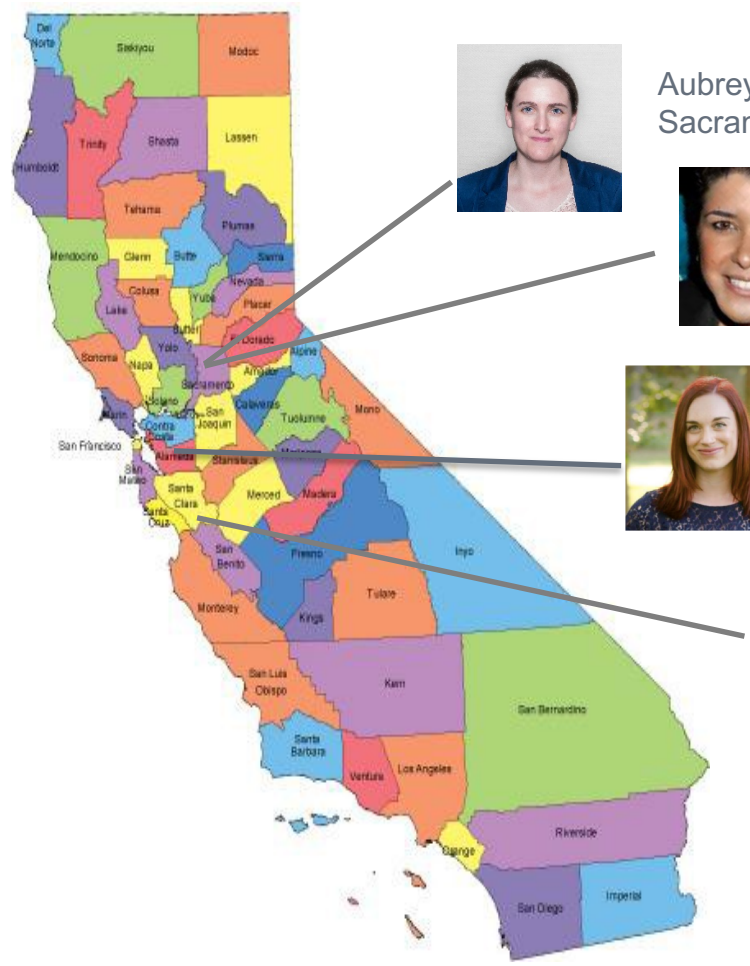 Del
Norte
Siskiyou
Modoc
Aubrey
Sacra
Humboldt
Trinity
Shasta
Lassen
Tehama
Plumas
Mendocino
Glenn
Butte
Sierra
Lake
Colusa
Yuba
Nevada
Placer
Sonoma
Napa
Yolo
El Dorado
Alpine
Sacramento
Amador
Marin
Solano
Contra
San
Joaquin
Calaveras
Tuolumne
Mono
San Francisco
Alameda
Stanislaus
San
Mateo
Santa
Clara
Merced
Madera
Santa
Cruz
San
Benito
Fresno
Inyo
Monterey
Kings
Tulare
San Luis
Obispo
Kern
San Bernardino
Santa
Barbara
Ventura
Los Angeles
Orange
Riverside
San Diego
Imperial